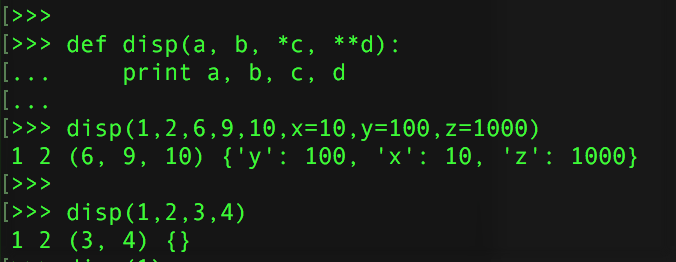 [>>>
[>>> def disp(a, b, *c, **d):
[...     print a, b, c, d
[...
[>>> disp(1,2,6,9,10,x=10,y=100,z=1000)
1 2 (6, 9, 10) {'y': 100, 'x': 10, 'z': 1000}
[>>>
[>>> disp(1,2,3,4)
1 2 (3, 4) {}